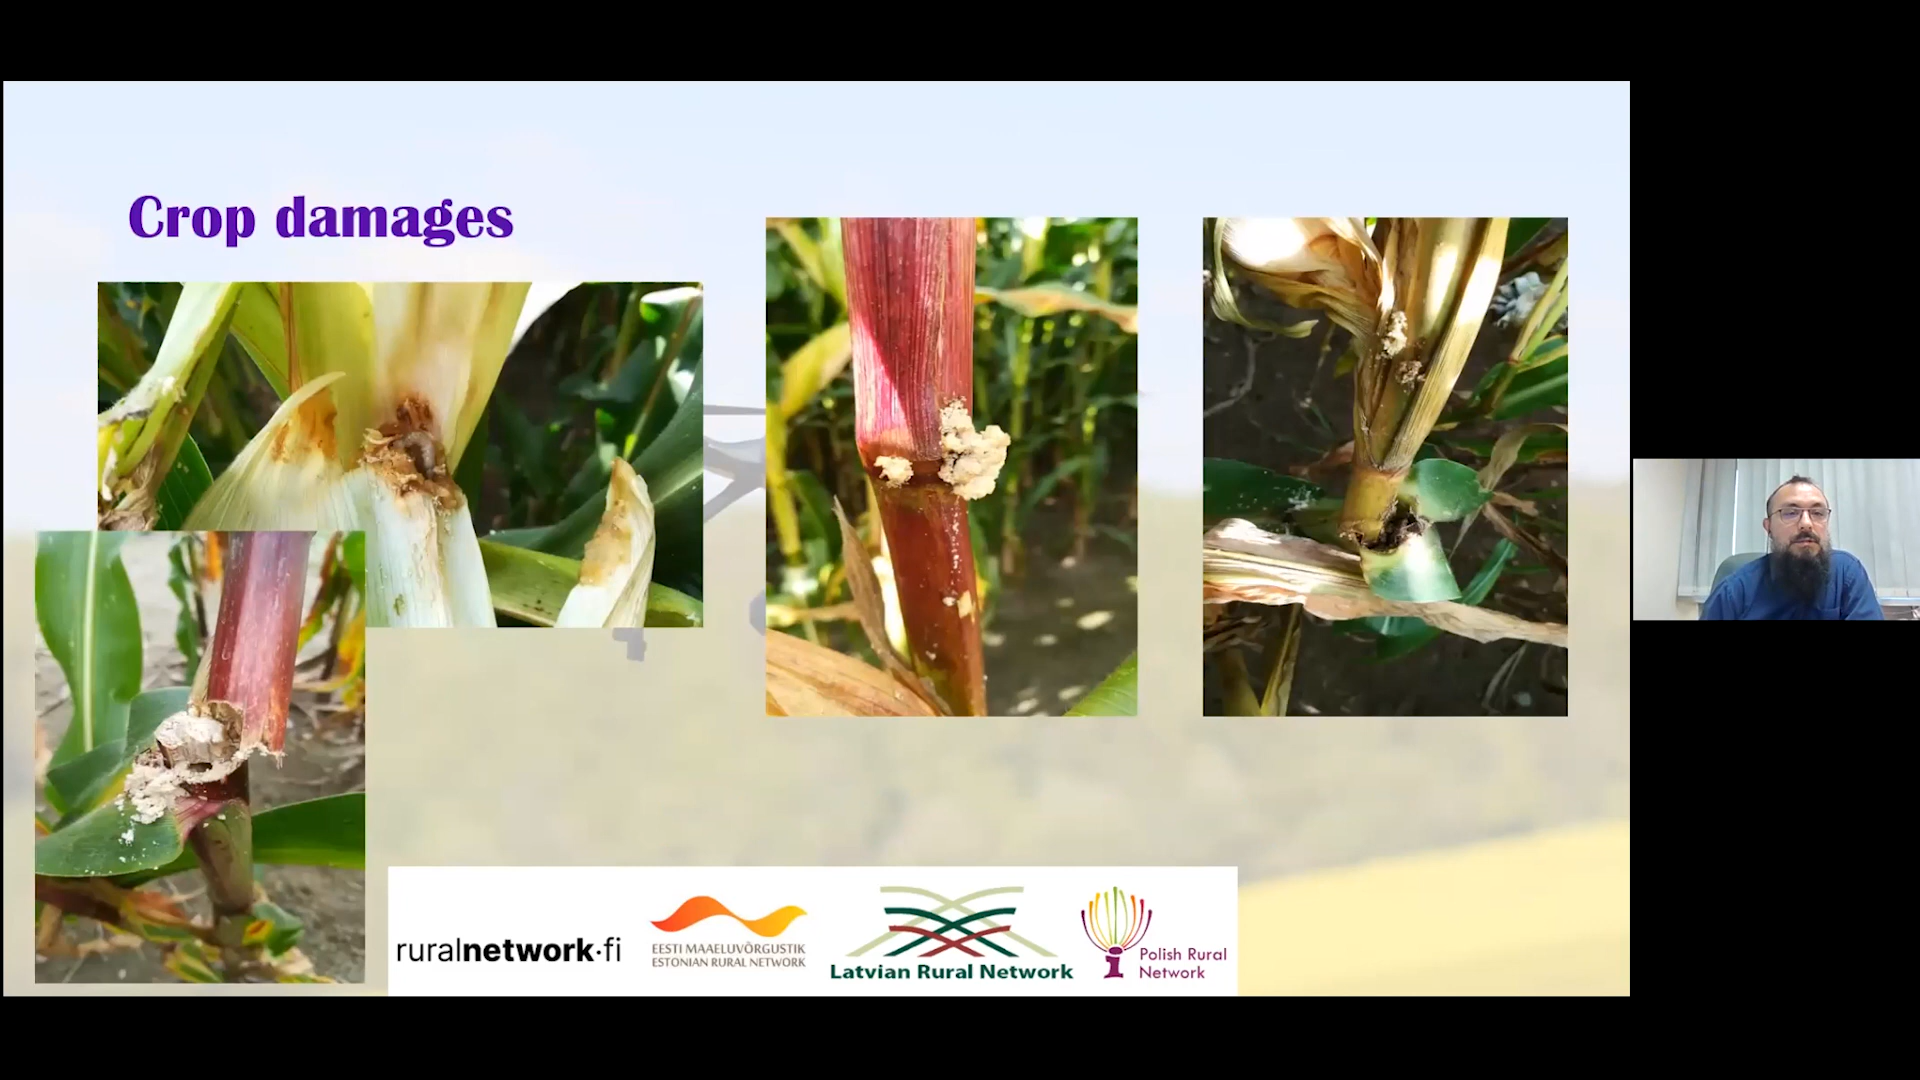 Crop damages
ruralnetwork.fi
EESTI MAAELUVÕRGUSTIK
ESTONIAN RURAL NETWORK
Latvian Rural Network
Polish Rural
Network